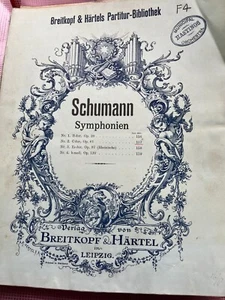 Breitkopf & Härtels Partitur-Bibliothek
F4
HASTINGS
Schumann
Symphonien
Nr. 1. B dur, Op. 38
Nr. 2. C dur, Op. 61
Nr. 3. Es dur, Op. 97 (Rheinische)
Nr. 4. D moll, Op. 120
Verlag von
BREITKOPF & HÄRTEL
LEIPZIG.